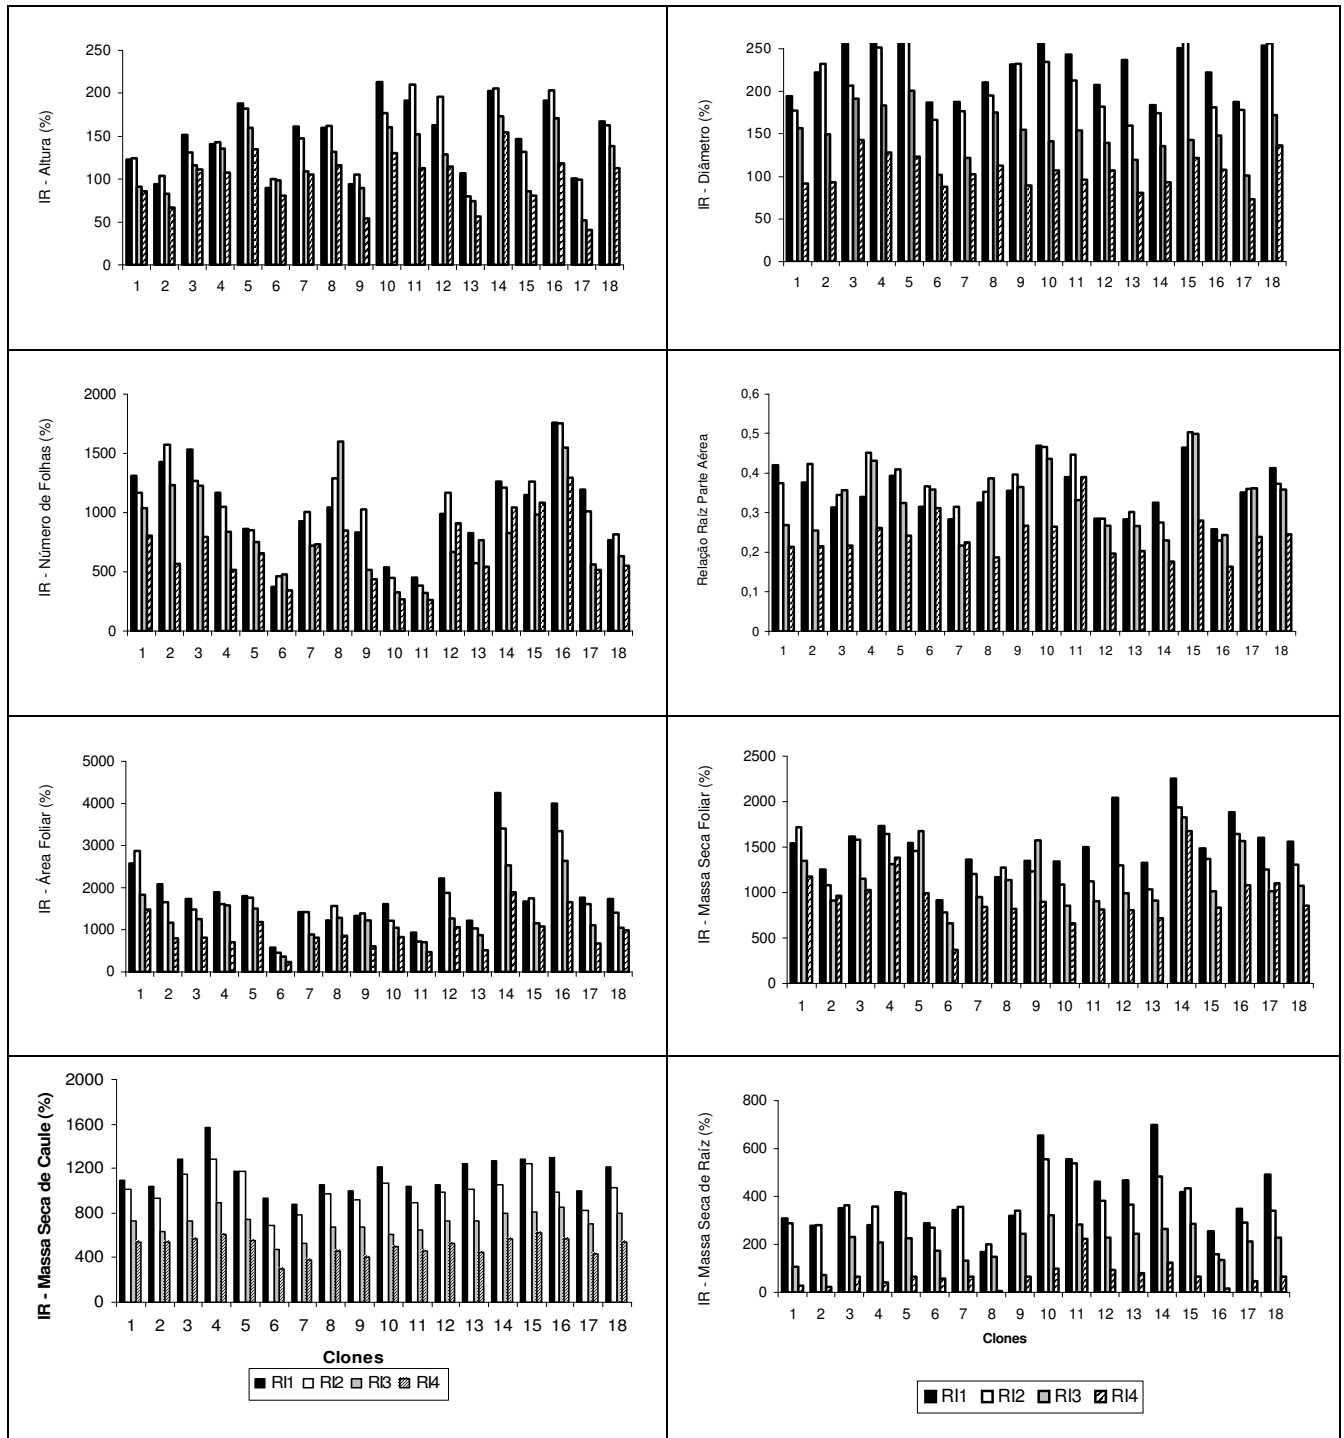 IR - Altura (%)
250
200
150
100
50
0
1 2 3 4 5 6 7 8 9 10 11 12 13 14 15 16 17 18
IR - Diâmetro (%)
250
200
150
100
50
0
1 2 3 4 5 6 7 8 9 10 11 12 13 14 15 16 17 18
IR - Número de Folhas (%)
2000
1500
1000
500
0
1 2 3 4 5 6 7 8 9 10 11 12 13 14 15 16 17 18
Relação Raíz Parte Aérea
0,6
0,5
0,4
0,3
0,2
0,1
0
1 2 3 4 5 6 7 8 9 10 11 12 13 14 15 16 17 18
IR - Área Foliar (%)
5000
4000
3000
2000
1000
0
1 2 3 4 5 6 7 8 9 10 11 12 13 14 15 16 17 18
IR - Massa Seca Foliar (%)
2500
2000
1500
1000
500
0
1 2 3 4 5 6 7 8 9 10 11 12 13 14 15 16 17 18
IR - Massa Seca de Caule (%)
2000
1600
1200
800
400
0
1 2 3 4 5 6 7 8 9 10 11 12 13 14 15 16 17 18
Clones
RI1 RI2 RI3 RI4
IR - Massa Seca de Raíz (%)
800
600
400
200
0
1 2 3 4 5 6 7 8 9 10 11 12 13 14 15 16 17 18
Clones
RI1 RI2 RI3 RI4